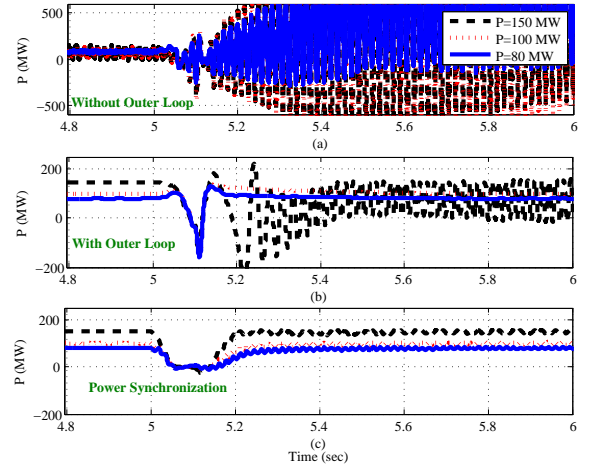 500
0
−500
P (MW)
P=150 MW
P=100 MW
P=80 MW
Without Outer Loop
4.8 5 5.2 5.4 5.6 5.8 6
(a)
200
0
−200
P (MW)
With Outer Loop
4.8 5 5.2 5.4 5.6 5.8 6
(b)
200
0
−200
P (MW)
Power Synchronization
4.8 5 5.2 5.4 5.6 5.8 6
(c)
Time (sec)